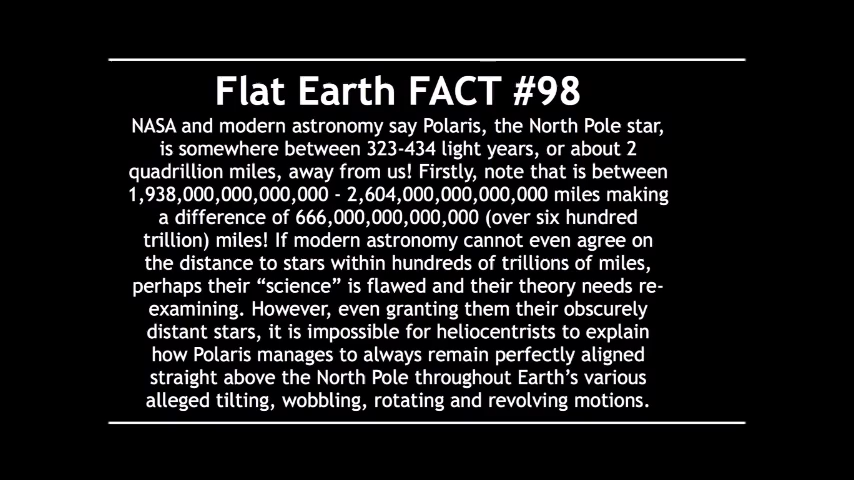 Flat Earth FACT #98
NASA and modern astronomy say Polaris, the North Pole star,
is somewhere between 323-434 light years, or about 2
quadrillion miles, away from us! Firstly, note that is between
1,938,000,000,000,000 - 2,604,000,000,000,000 miles making
a difference of 666,000,000,000,000 (over six hundred
trillion) miles! If modern astronomy cannot even agree on
the distance to stars within hundreds of trillions of miles,
perhaps their “science” is flawed and their theory needs re-
examining. However, even granting them their obscurely
distant stars, it is impossible for heliocentrists to explain
how Polaris manages to always remain perfectly aligned
straight above the North Pole throughout Earth’s various
alleged tilting, wobbling, rotating and revolving motions.